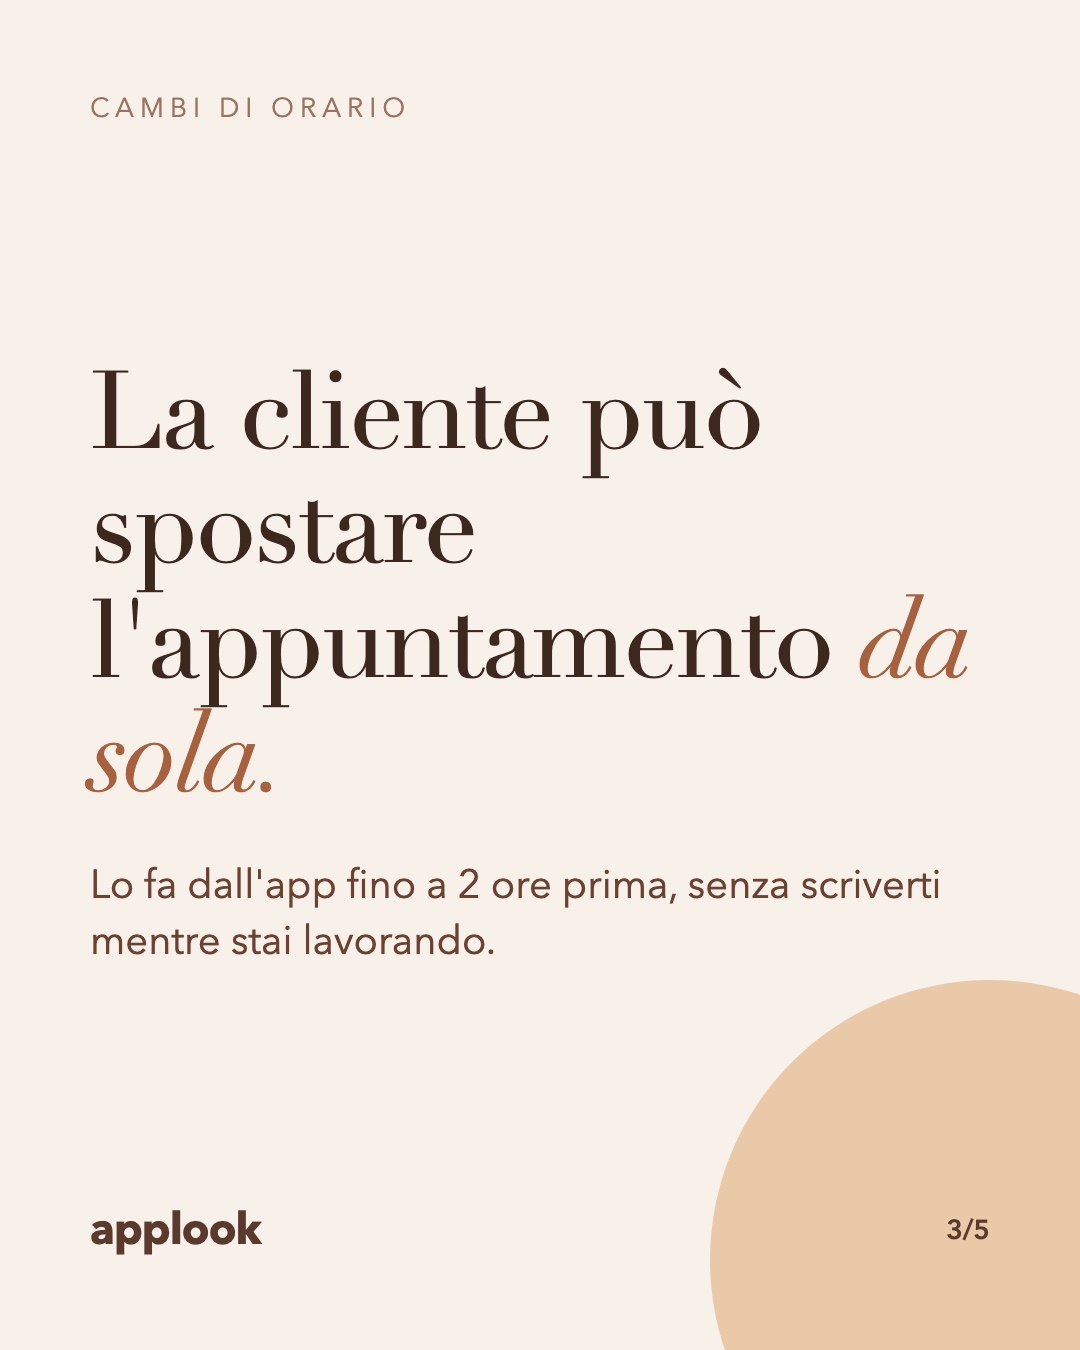 CAMBI DI ORARIO
La cliente può
spostare
l'appuntamento da
sola.
Lo fa dall'app fino a 2 ore prima, senza scriverti
mentre stai lavorando.
applook
3/5